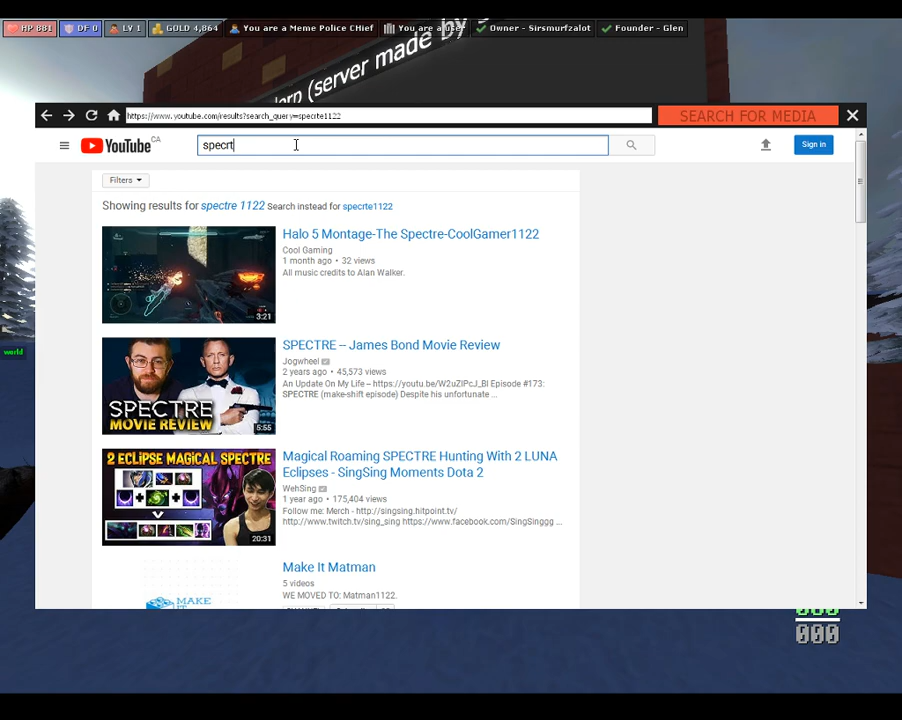 HP 881 DF 0 LV 1 GOLD 4,864 You are a Meme Police CHief You are a user Owner - Sirsmurfzalot Founder - Glen
(server made by
https://www.youtube.com/results?search_query=specrte1122
SEARCH FOR MEDIA
YouTube CA
specrt
Sign in
Filters
Showing results for spectre 1122 Search instead for specrte1122
Halo 5 Montage-The Spectre-CoolGamer1122
Cool Gaming
1 month ago • 32 views
All music credits to Alan Walker.
3:21
SPECTRE – James Bond Movie Review
Jogwheel
2 years ago • 45,573 views
An Update On My Life – https://youtu.be/W2uZIPcJ_BI Episode #173:
SPECTRE (make-shift episode) Despite his unfortunate ...
SPECTRE
MOVIE REVIEW
5:55
Magical Roaming SPECTRE Hunting With 2 LUNA
Eclipses - SingSing Moments Dota 2
WehSing
1 year ago • 175,404 views
Follow me: Merch - http://singsing.hitpoint.tv/
http://www.twitch.tv/sing_sing https://www.facebook.com/SingSinggg ...
2 ECLIPSE MAGICAL SPECTRE
20:31
Make It Matman
5 videos
WE MOVED TO: Matman1122.
MAKE
world
000